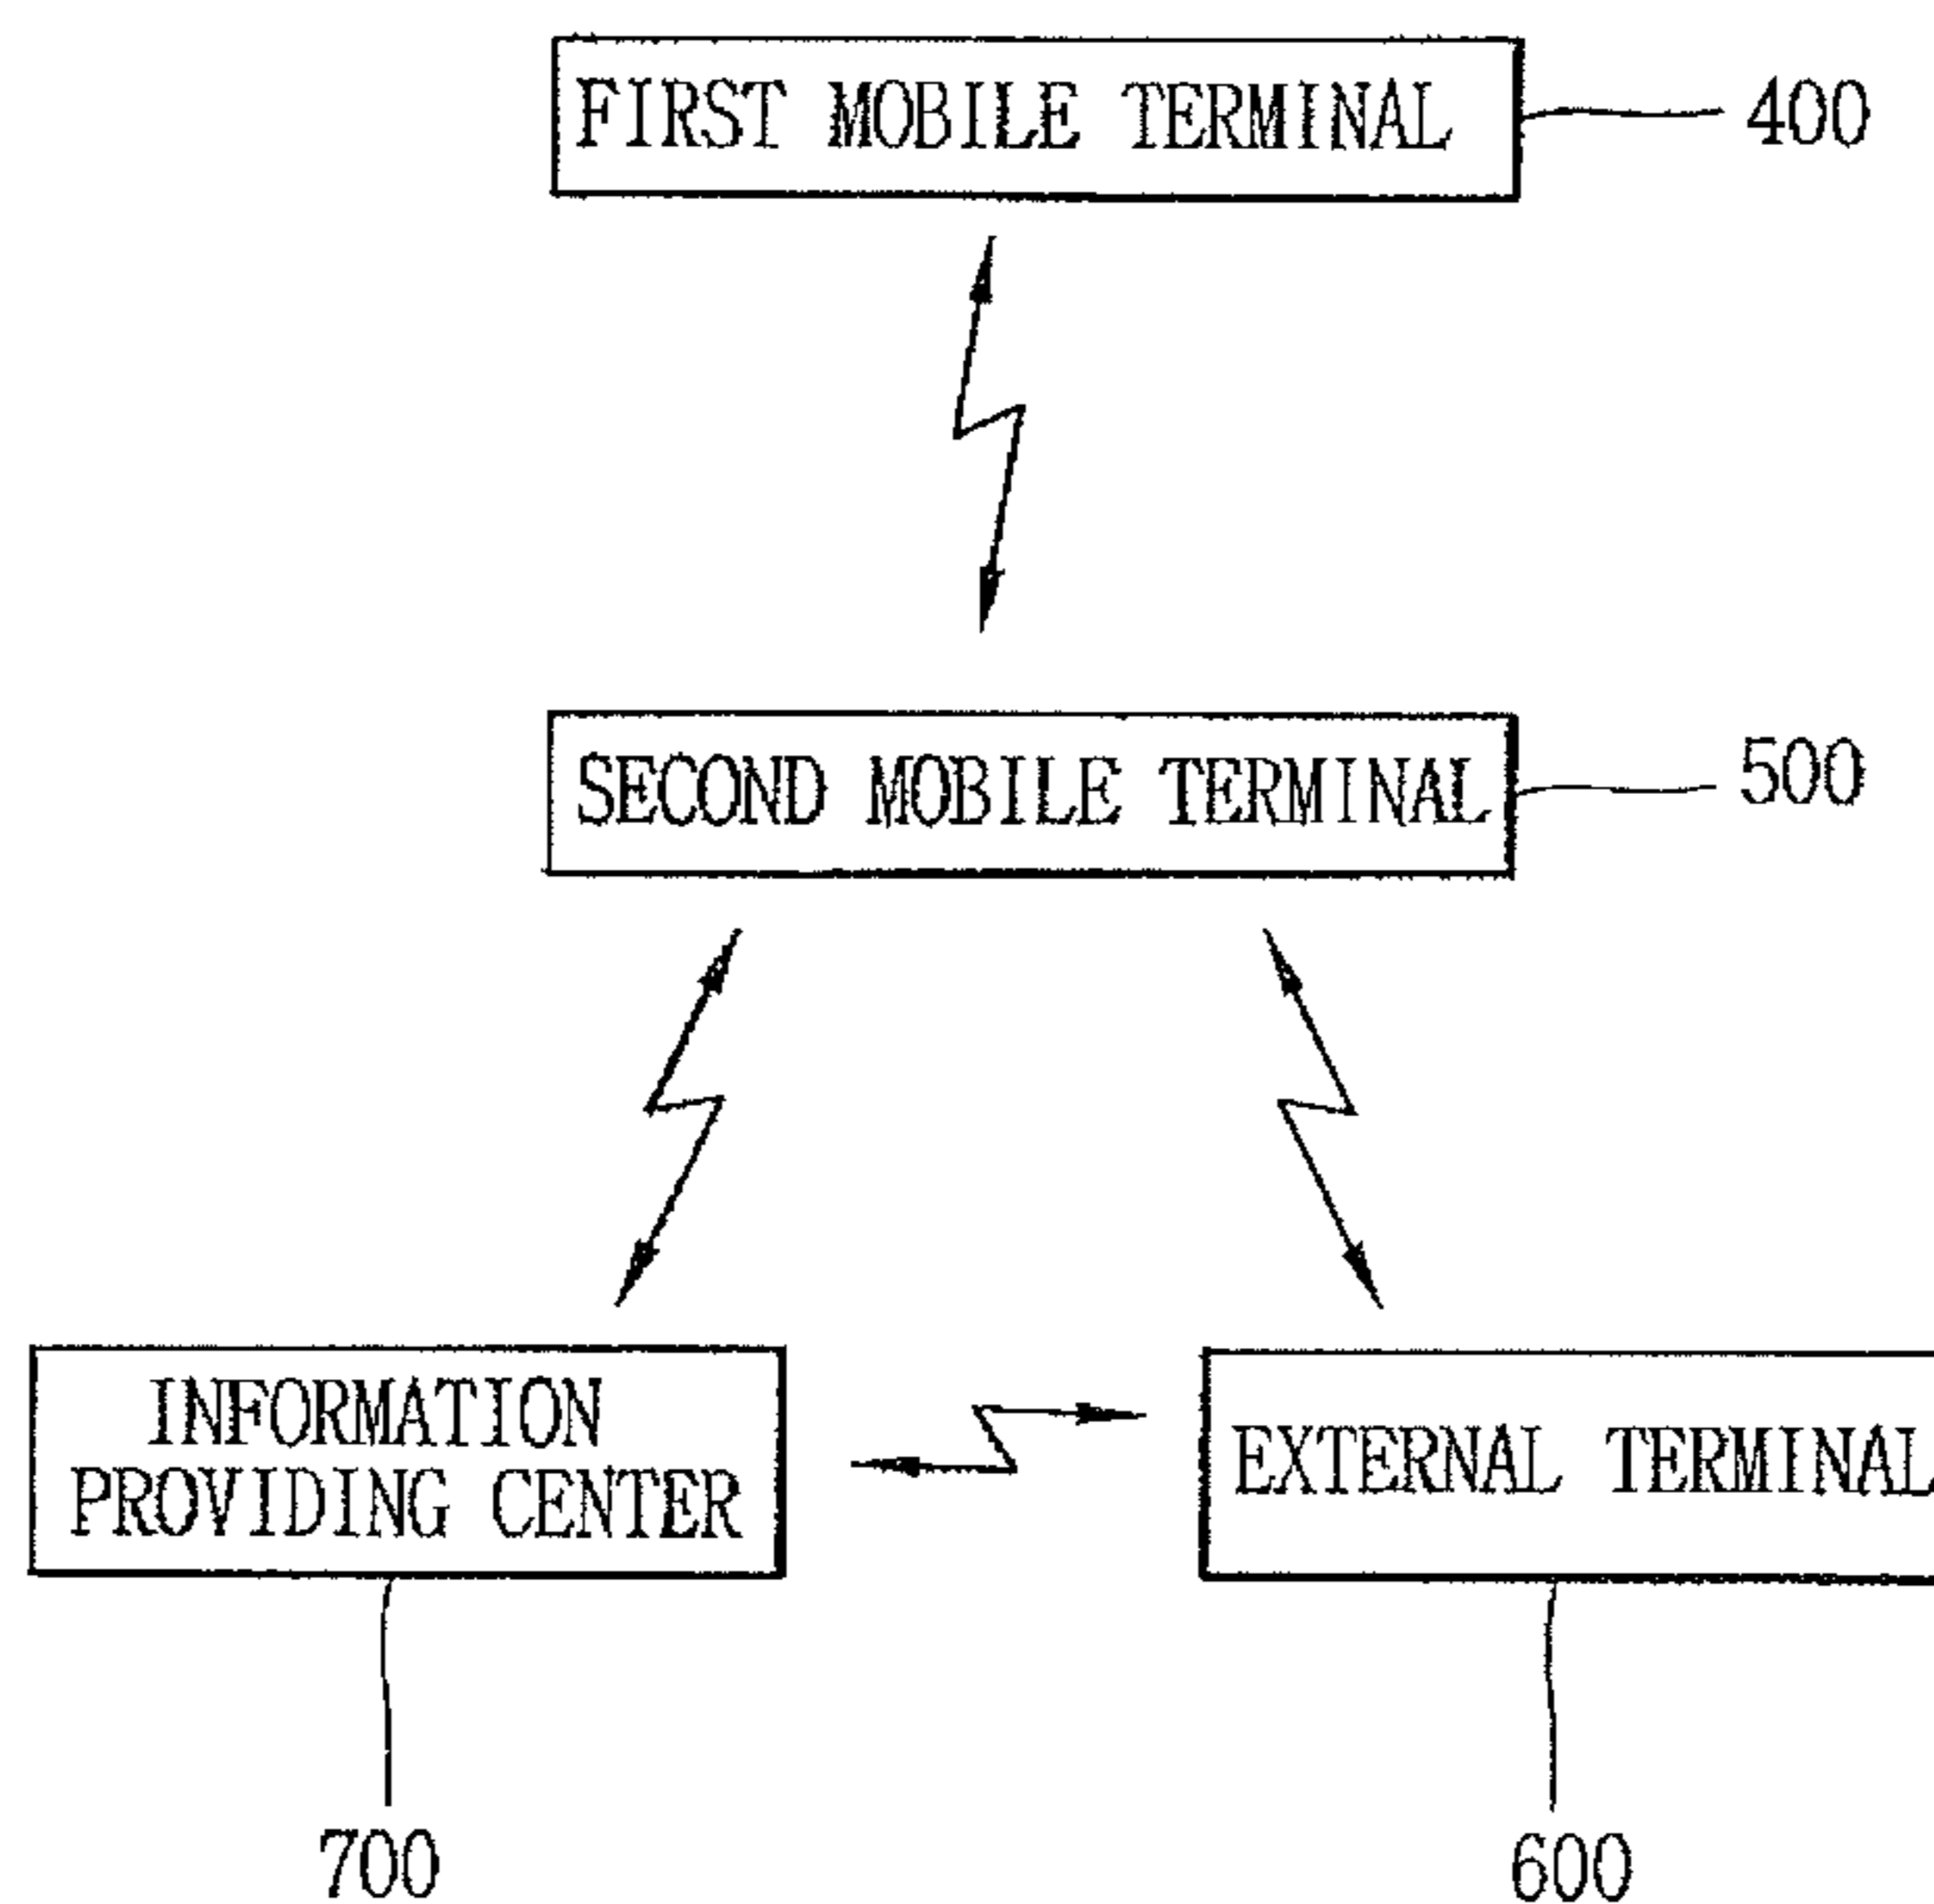 FIRST MOBILE TERMINAL
400
SECOND MOBILE TERMINAL
500
INFORMATION
PROVIDING CENTER
EXTERNAL TERMINAL
700
600